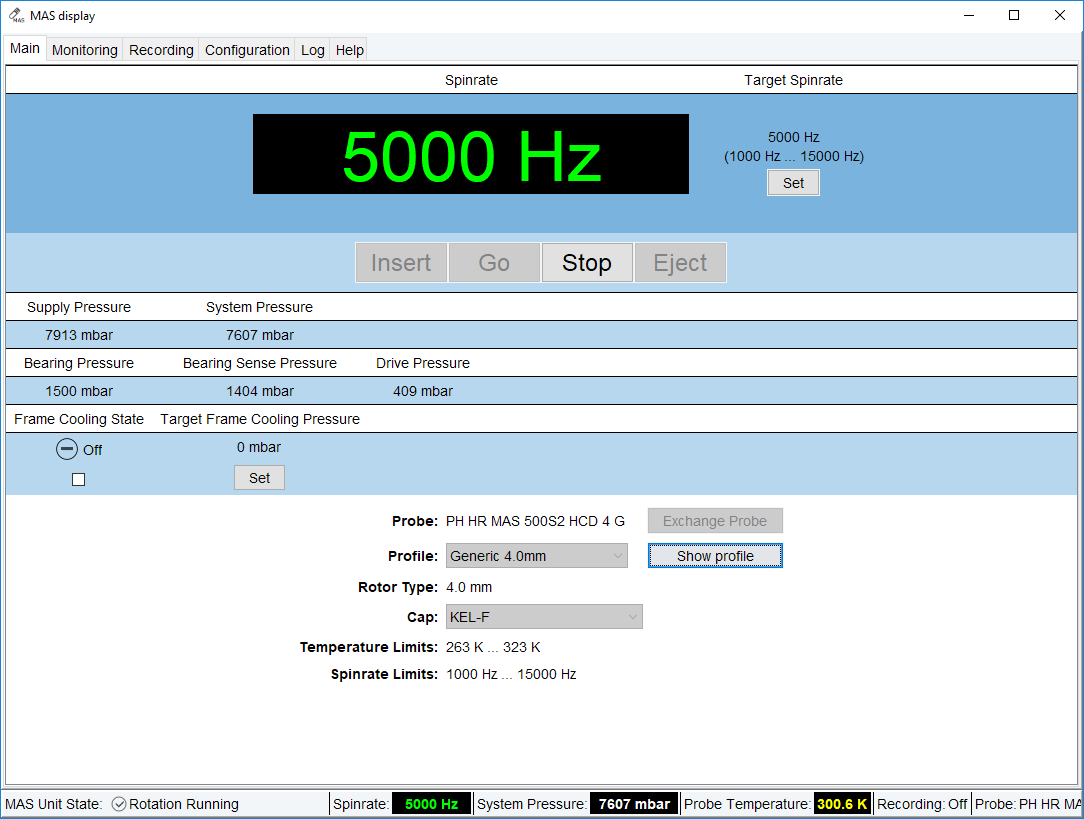 MAS display
Main Monitoring Recording Configuration Log Help
Spinrate Target Spinrate
5000 Hz
5000 Hz
(1000 Hz ... 15000 Hz)
Set
Insert Go Stop Eject
Supply Pressure System Pressure
7913 mbar 7607 mbar
Bearing Pressure Bearing Sense Pressure Drive Pressure
1500 mbar 1404 mbar 409 mbar
Frame Cooling State Target Frame Cooling Pressure
Off 0 mbar
Set
Probe: PH HR MAS 500S2 HCD 4 G Exchange Probe
Profile: Generic 4.0mm Show profile
Rotor Type: 4.0 mm
Cap: KEL-F
Temperature Limits: 263 K ... 323 K
Spinrate Limits: 1000 Hz ... 15000 Hz
MAS Unit State: Rotation Running Spinrate: 5000 Hz System Pressure: 7607 mbar Probe Temperature: 300.6 K Recording: Off Probe: PH HR MA